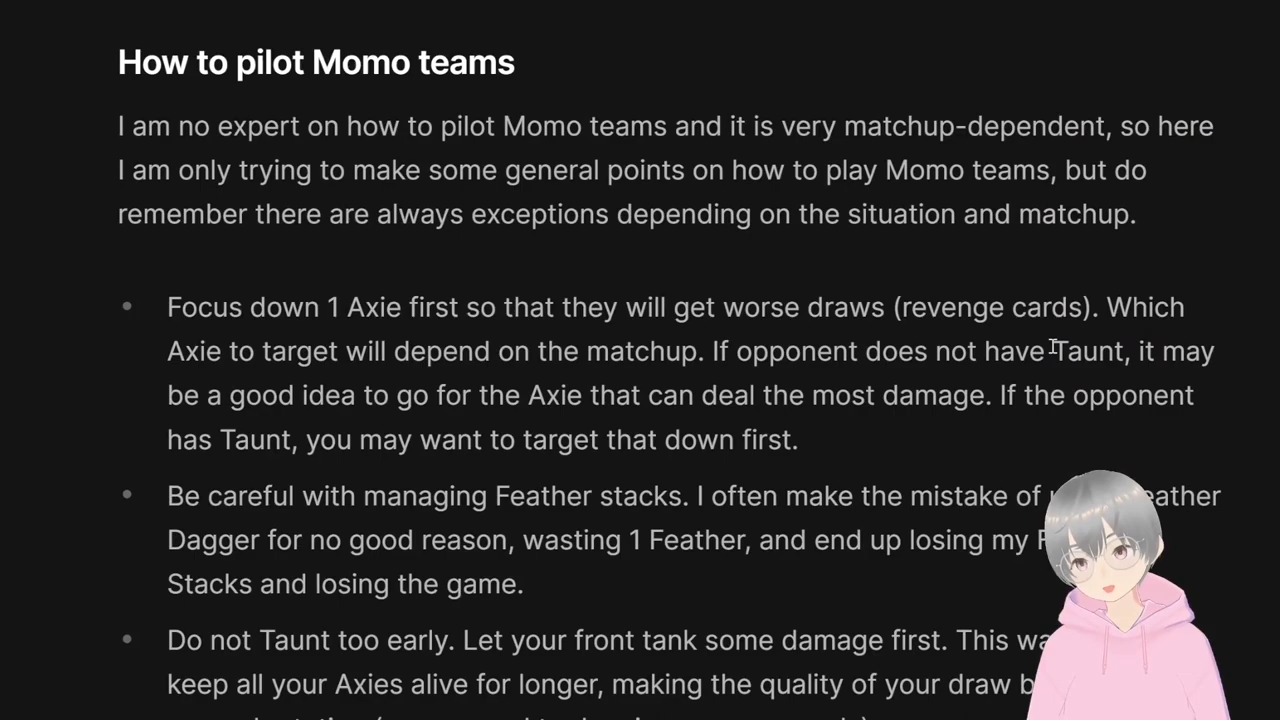 How to pilot Momo teams
I am no expert on how to pilot Momo teams and it is very matchup-dependent, so here
I am only trying to make some general points on how to play Momo teams, but do
remember there are always exceptions depending on the situation and matchup.
• Focus down 1 Axie first so that they will get worse draws (revenge cards). Which
Axie to target will depend on the matchup. If opponent does not have Taunt, it may
be a good idea to go for the Axie that can deal the most damage. If the opponent
has Taunt, you may want to target that down first.
• Be careful with managing Feather stacks. I often make the mistake of
Dagger for no good reason, wasting 1 Feather, and end up losing my
Stacks and losing the game.
• Do not Taunt too early. Let your front tank some damage first. This
keep all your Axies alive for longer, making the quality of your draw